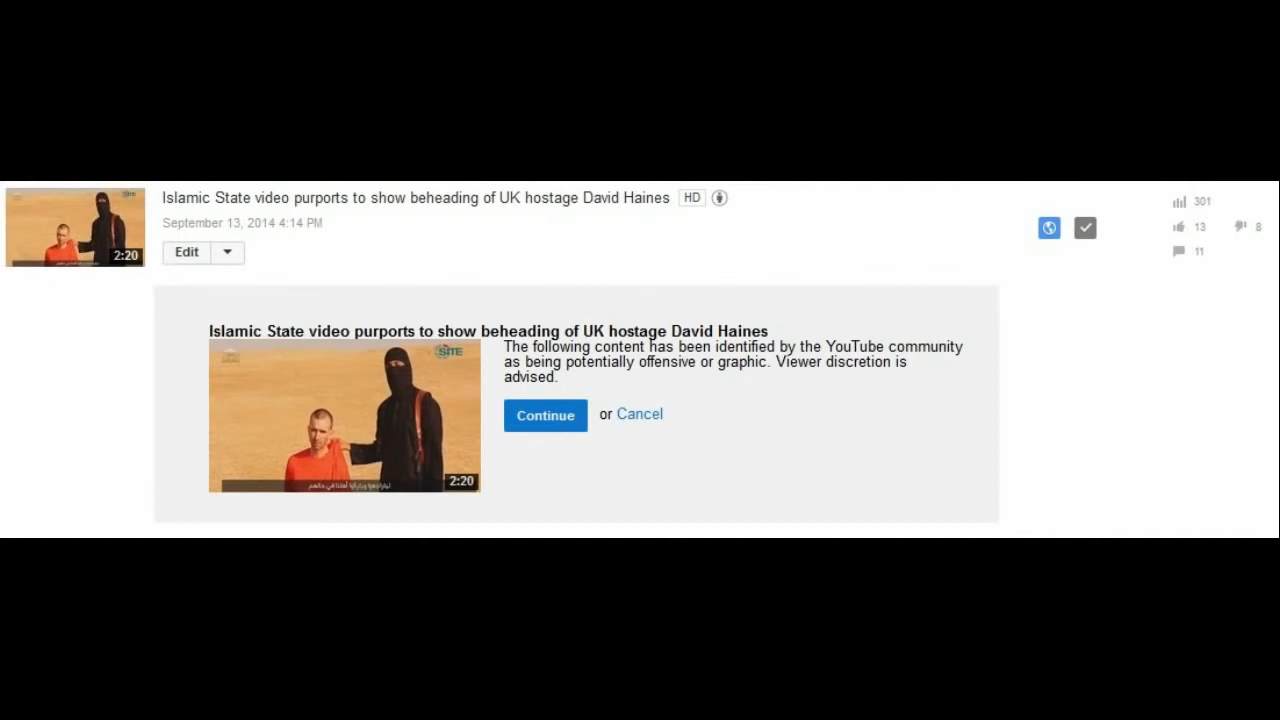 Islamic State video purports to show beheading of UK hostage David Haines HD
301
September 13, 2014 4:14 PM
13 8
2:20
Edit
11
Islamic State video purports to show beheading of UK hostage David Haines
The following content has been identified by the YouTube community
as being potentially offensive or graphic. Viewer discretion is
advised.
SITE
Continue or Cancel
2:20